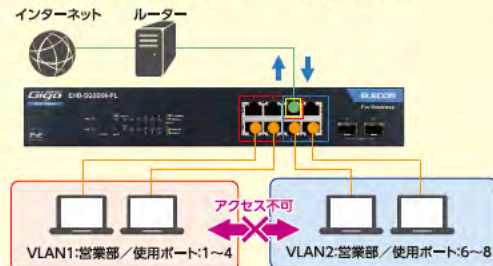 インターネット
ルーター
Giga
EHB-SG2B08-PL
ELECOM
For Business
PoE
アクセス不可
VLAN1:営業部／使用ポート:1～4
VLAN2:営業部／使用ポート:6～8